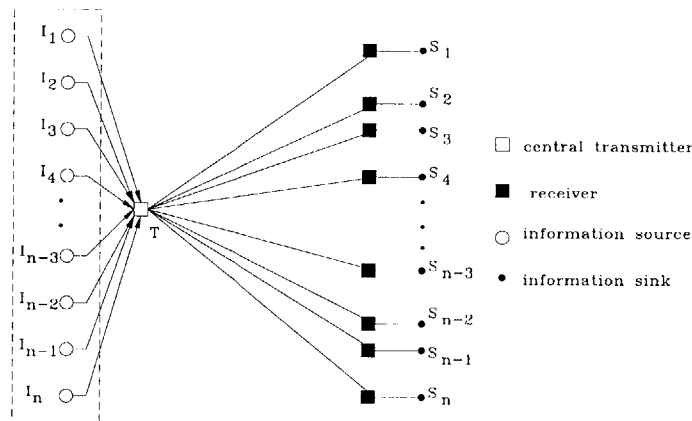 I1
I2
I3
I4
In-3
In-2
In-1
In
T
S1
S2
S3
S4
Sn-3
Sn-2
Sn-1
Sn
central transmitter
receiver
information source
information sink